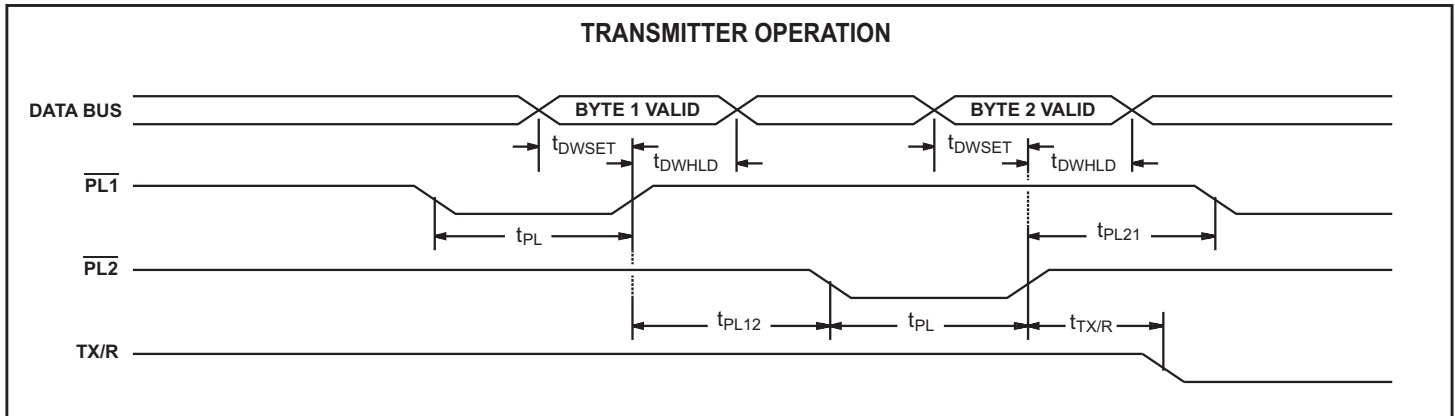 TRANSMITTER OPERATION
DATA BUS
BYTE 1 VALID
BYTE 2 VALID
tDWSET
tDWHLD
tDWSET
tDWHLD
PL1
tPL
tPL21
PL2
tPL12
tPL
tTX/R
TX/R